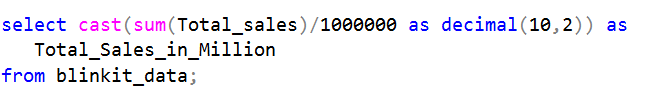 select cast(sum(Total_sales)/1000000 as decimal(10,2)) as
Total_Sales_in_Million
from blinkit_data;